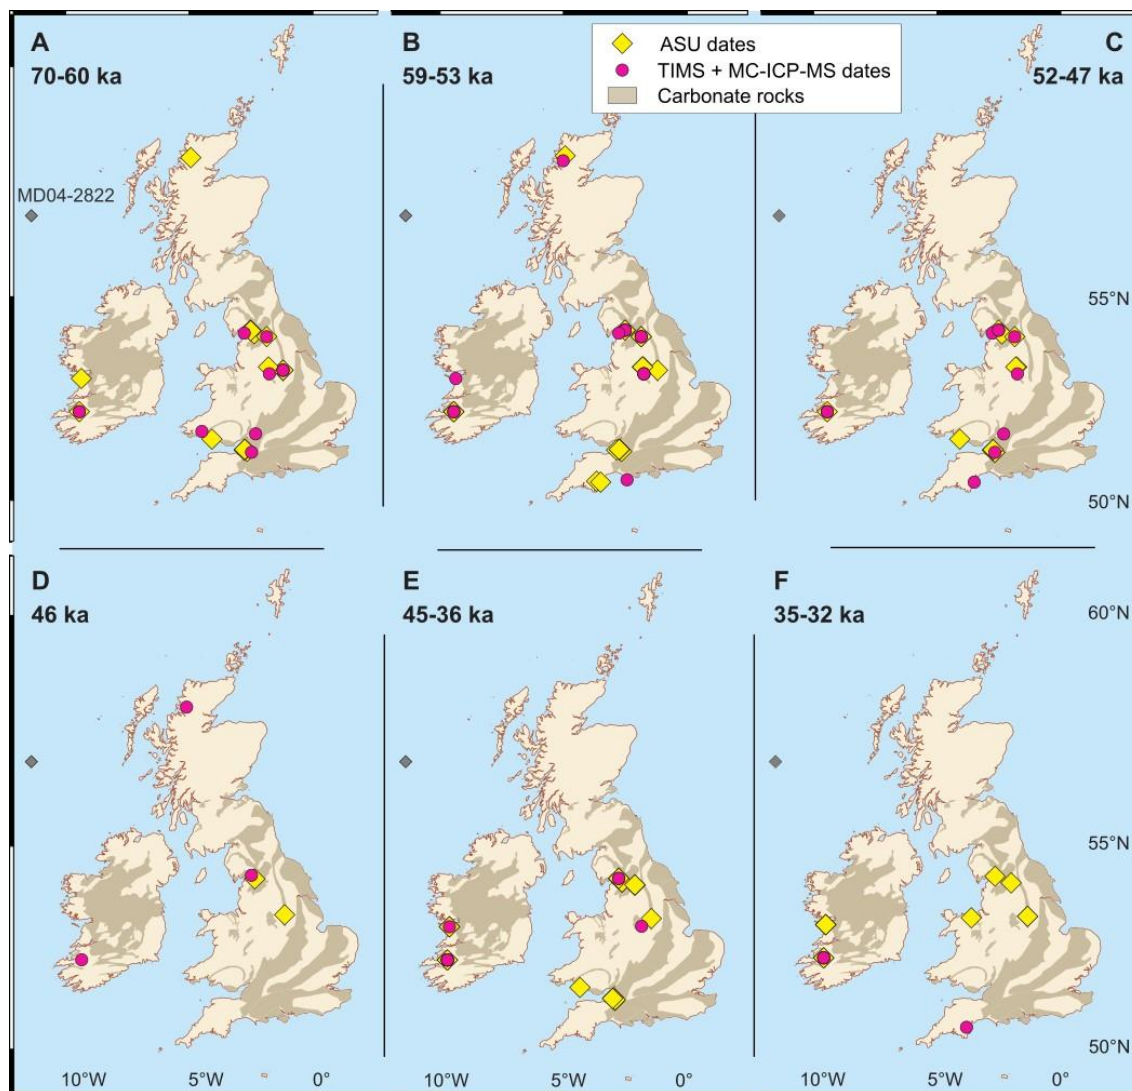 A
70-60 ka
B
59-53 ka
C
52-47 ka
ASU dates
TIMS + MC-ICP-MS dates
Carbonate rocks
MD04-2822
55°N
50°N
D
46 ka
E
45-36 ka
F
35-32 ka
60°N
55°N
50°N
10°W
5°W
0°
5°W
0°
10°W
5°W
0°